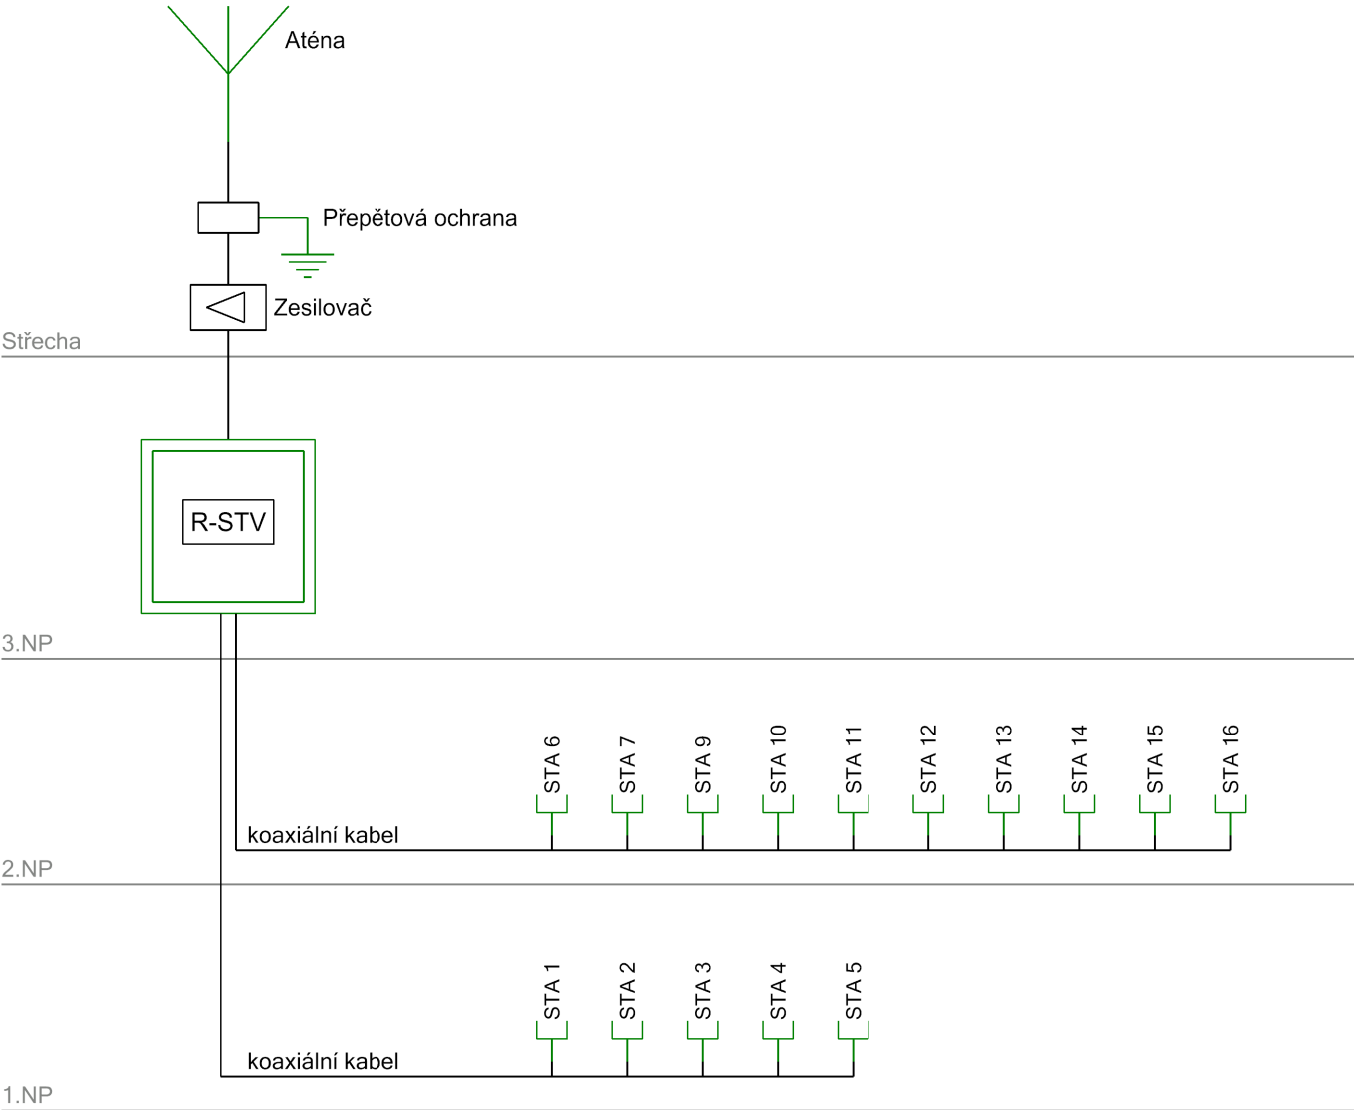 Aténa
Přepětová ochrana
Zesilovač
Střecha
R-STV
3.NP
STA 6
STA 7
STA 9
STA 10
STA 11
STA 12
STA 13
STA 14
STA 15
STA 16
koaxiální kabel
2.NP
STA 1
STA 2
STA 3
STA 4
STA 5
koaxiální kabel
1.NP